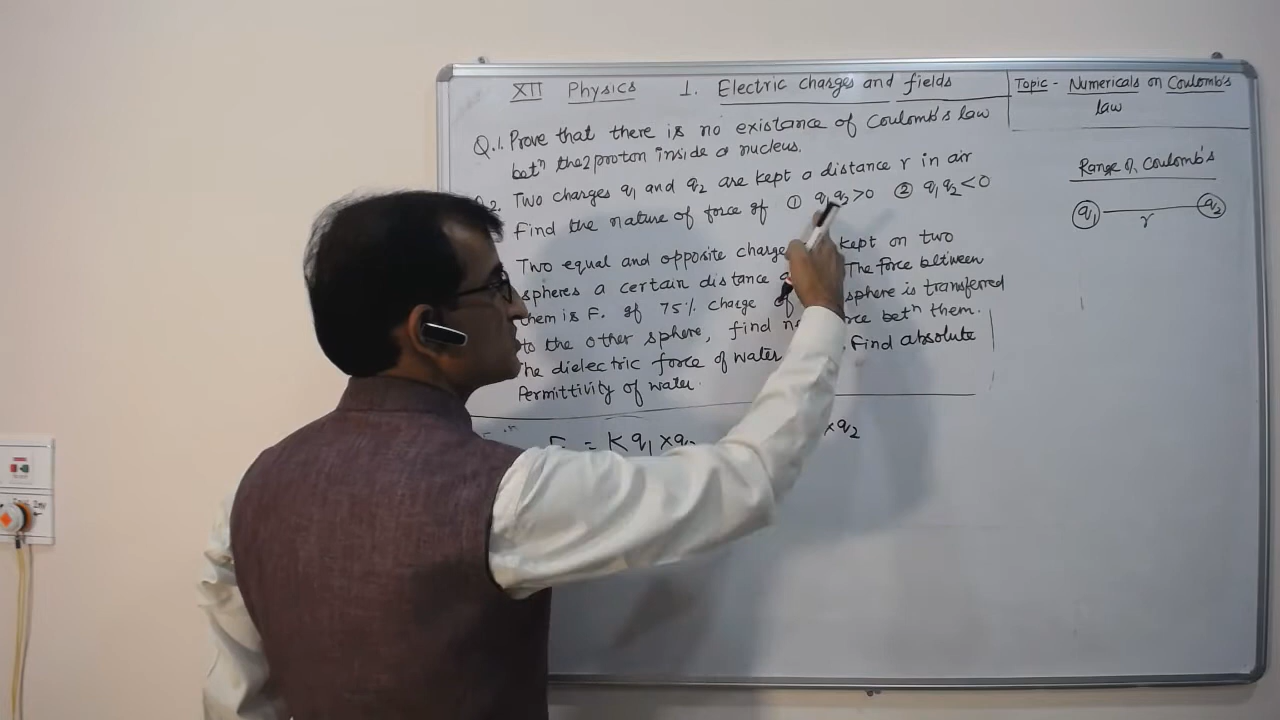 XII Physics 1. Electric charges and fields
Topic - Numericals on Coulomb's
law
Q.1. Prove that there is no existance of Coulomb's law
betⁿ the 2 proton inside a nucleus.
2. Two charges q₁ and q₂ are kept a distance r in air
Find the nature of force if ① q₁q₂>0 ② q₁q₂<0
Two equal and opposite charge kept on two
spheres a certain distance The force between
them is F. If 75% charge of sphere is transferred
to the other sphere, find betⁿ them.
The dielectric force of water Find absolute
Permittivity of water.
= K q₁ × q₂
× q₂
Range of Coulomb's
q₁ q₂
r